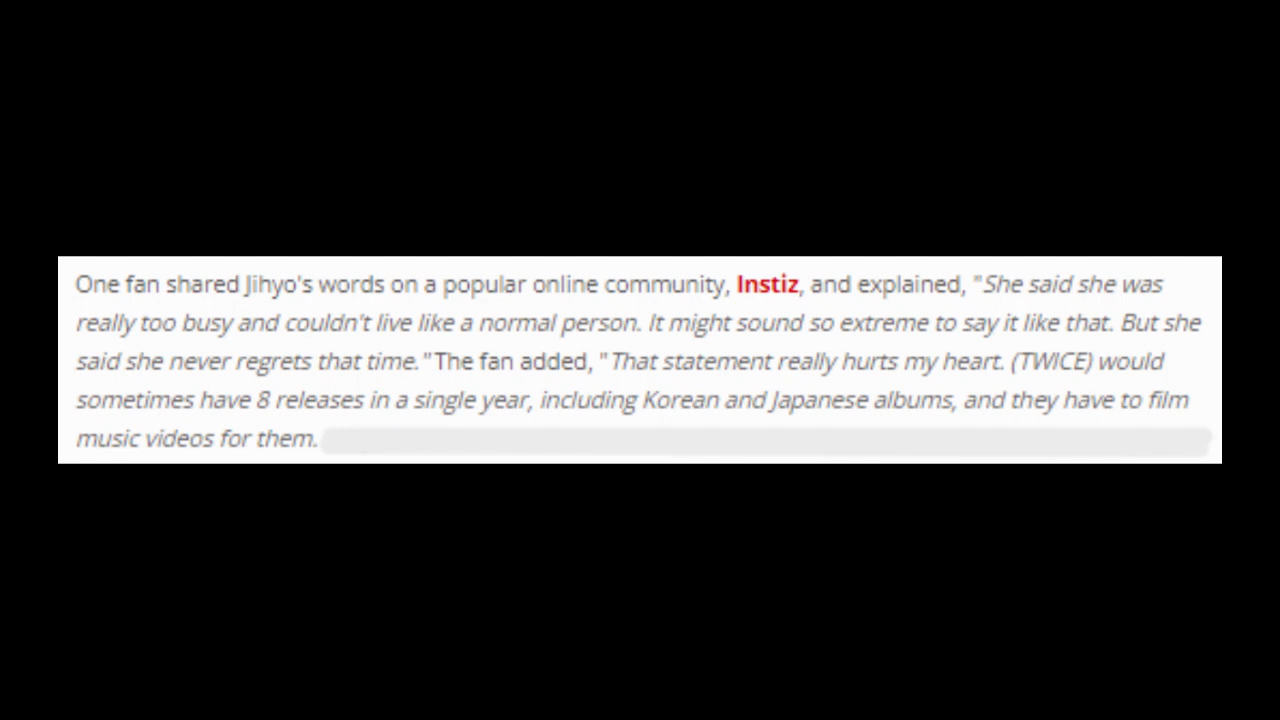 One fan shared Jihyo's words on a popular online community, Instiz, and explained, "She said she was
really too busy and couldn't live like a normal person. It might sound so extreme to say it like that. But she
said she never regrets that time." The fan added, "That statement really hurts my heart. (TWICE) would
sometimes have 8 releases in a single year, including Korean and Japanese albums, and they have to film
music videos for them.